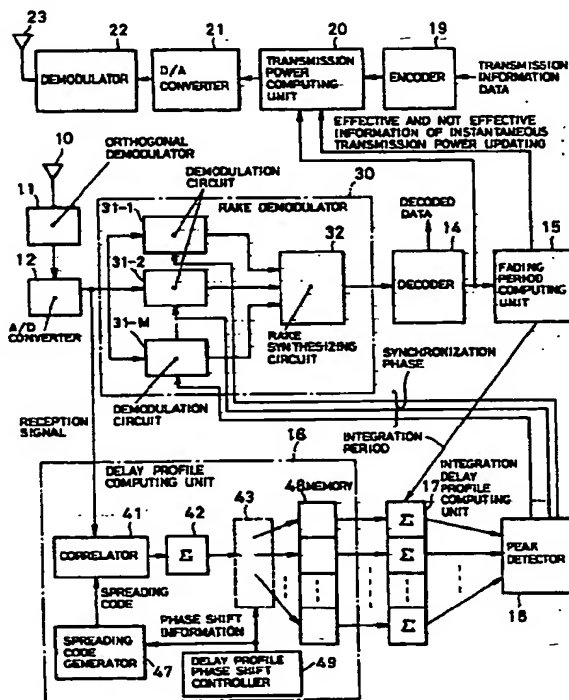 23
22
21
20
19
DEMODULATOR
D/A
CONVERTER
TRANSMISSION
POWER
COMPUTING
UNIT
ENCODER
TRANSMISSION
INFORMATION
DATA
EFFECTIVE AND NOT EFFECTIVE
INFORMATION OF INSTANTANEOUS
TRANSMISSION POWER UPDATING
10
ORTHOGONAL
DEMODULATOR
DEMODULATION
CIRCUIT
30
11
31-1
RAKE DEMODULATOR
DECODED
DATA
12
31-2
32
14
15
DECODER
FADING
PERIOD
COMPUTING
UNIT
31-M
A/D
CONVERTER
RAKE
SYNTHESIZING
CIRCUIT
DEMODULATION
CIRCUIT
SYNCHRONIZATION
PHASE
RECEPTION
SIGNAL
INTEGRATION
PERIOD
16
DELAY PROFILE
COMPUTING UNIT
48
MEMORY
17
INTEGRATION
DELAY
PROFILE
COMPUTING
UNIT
41
42
43
CORRELATOR
Σ
Σ
Σ
Σ
PEAK
DETECTOR
18
SPREADING
CODE
PHASE SHIFT
INFORMATION
SPREADING
CODE
GENERATOR
47
DELAY PROFILE
PHASE SHIFT
CONTROLLER
49